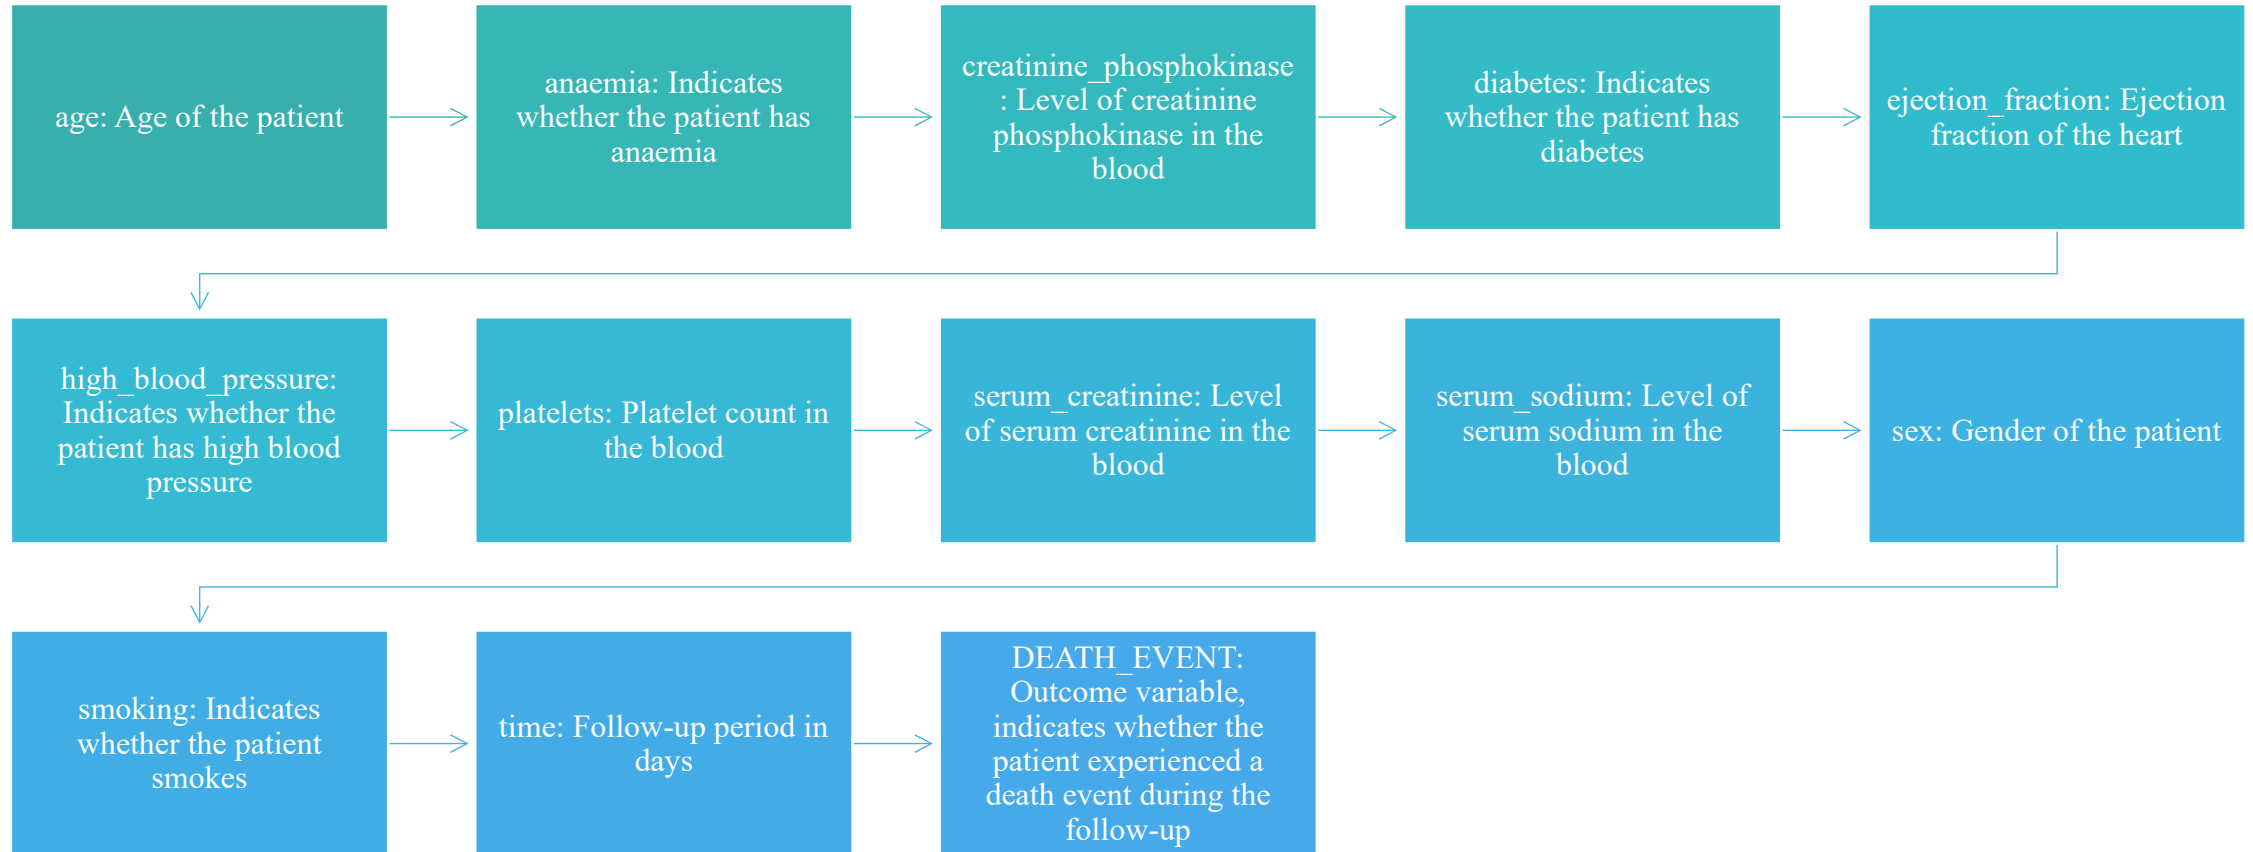 age: Age of the patient
anaemia: Indicates
whether the patient has
anaemia
creatinine_phosphokinase
: Level of creatinine
phosphokinase in the
blood
diabetes: Indicates
whether the patient has
diabetes
ejection_fraction: Ejection
fraction of the heart
high_blood_pressure:
Indicates whether the
patient has high blood
pressure
platelets: Platelet count in
the blood
serum_creatinine: Level
of serum creatinine in the
blood
serum_sodium: Level of
serum sodium in the
blood
sex: Gender of the patient
smoking: Indicates
whether the patient
smokes
time: Follow-up period in
days
DEATH_EVENT:
Outcome variable,
indicates whether the
patient experienced a
death event during the
follow-up